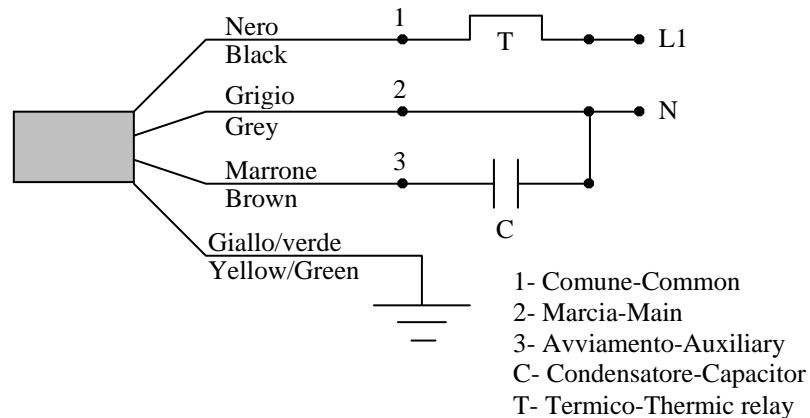 Nero
Black
1
T
L1
Grigio
Grey
2
N
Marrone
Brown
3
C
Giallo/verde
Yellow/Green
1- Comune-Common
2- Marcia-Main
3- Avviamento-Auxiliary
C- Condensatore-Capacitor
T- Termico-Thermic relay